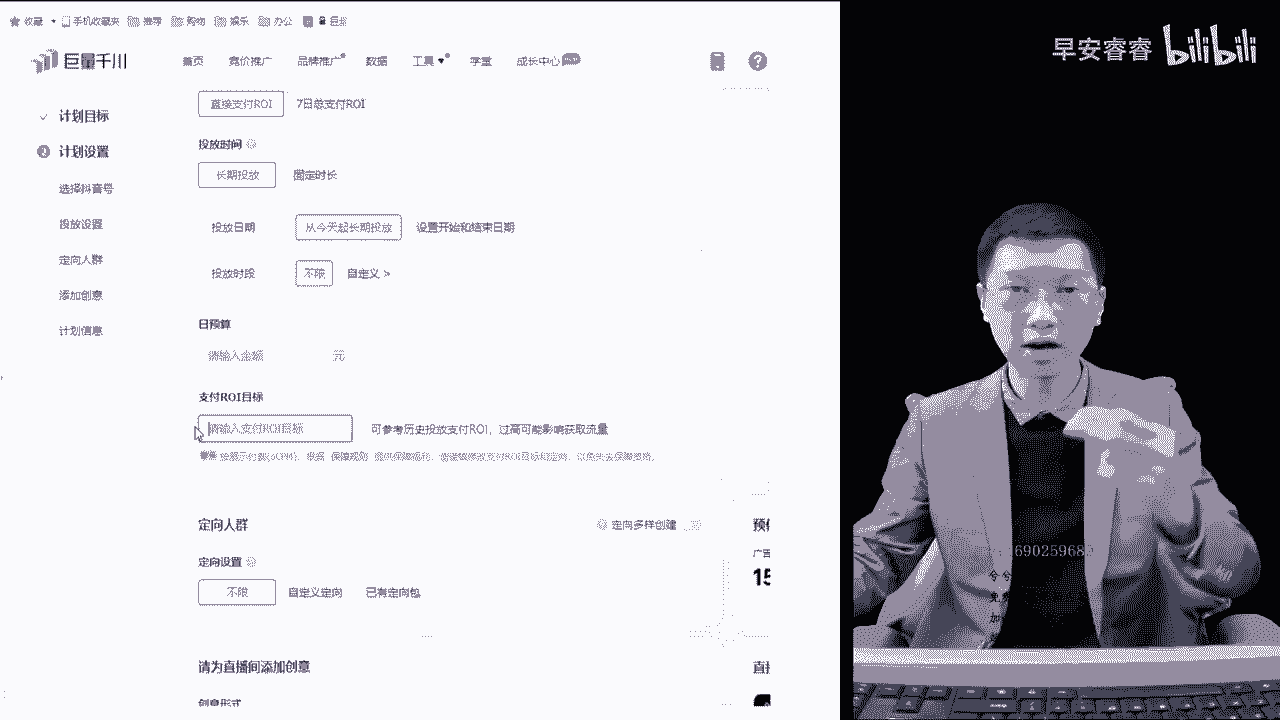 收藏 手机收藏夹 推荐 购物 娱乐 办公
巨量千川 首页 竞价推广 品牌推广 数据 工具 学堂 成长中心
早安睿睿 bilibili
计划目标
计划设置
选择抖音号
投放设置
定向人群
添加创意
计划信息
直接支付ROI 7日总支付ROI
投放时间
长期投放 固定时长
投放日期 从今天起长期投放 设置开始和结束日期
投放时段 不限 自定义 >
日预算
请输入金额 元
支付ROI目标
请输入支付ROI目标 可参考历史投放支付ROI，过高可能影响获取流量
定向人群 定向多样创建
定向设置
不限 自定义定向 已有定向包
请为直播间添加创意
创意形式
预估
广告
15
直播
690259680